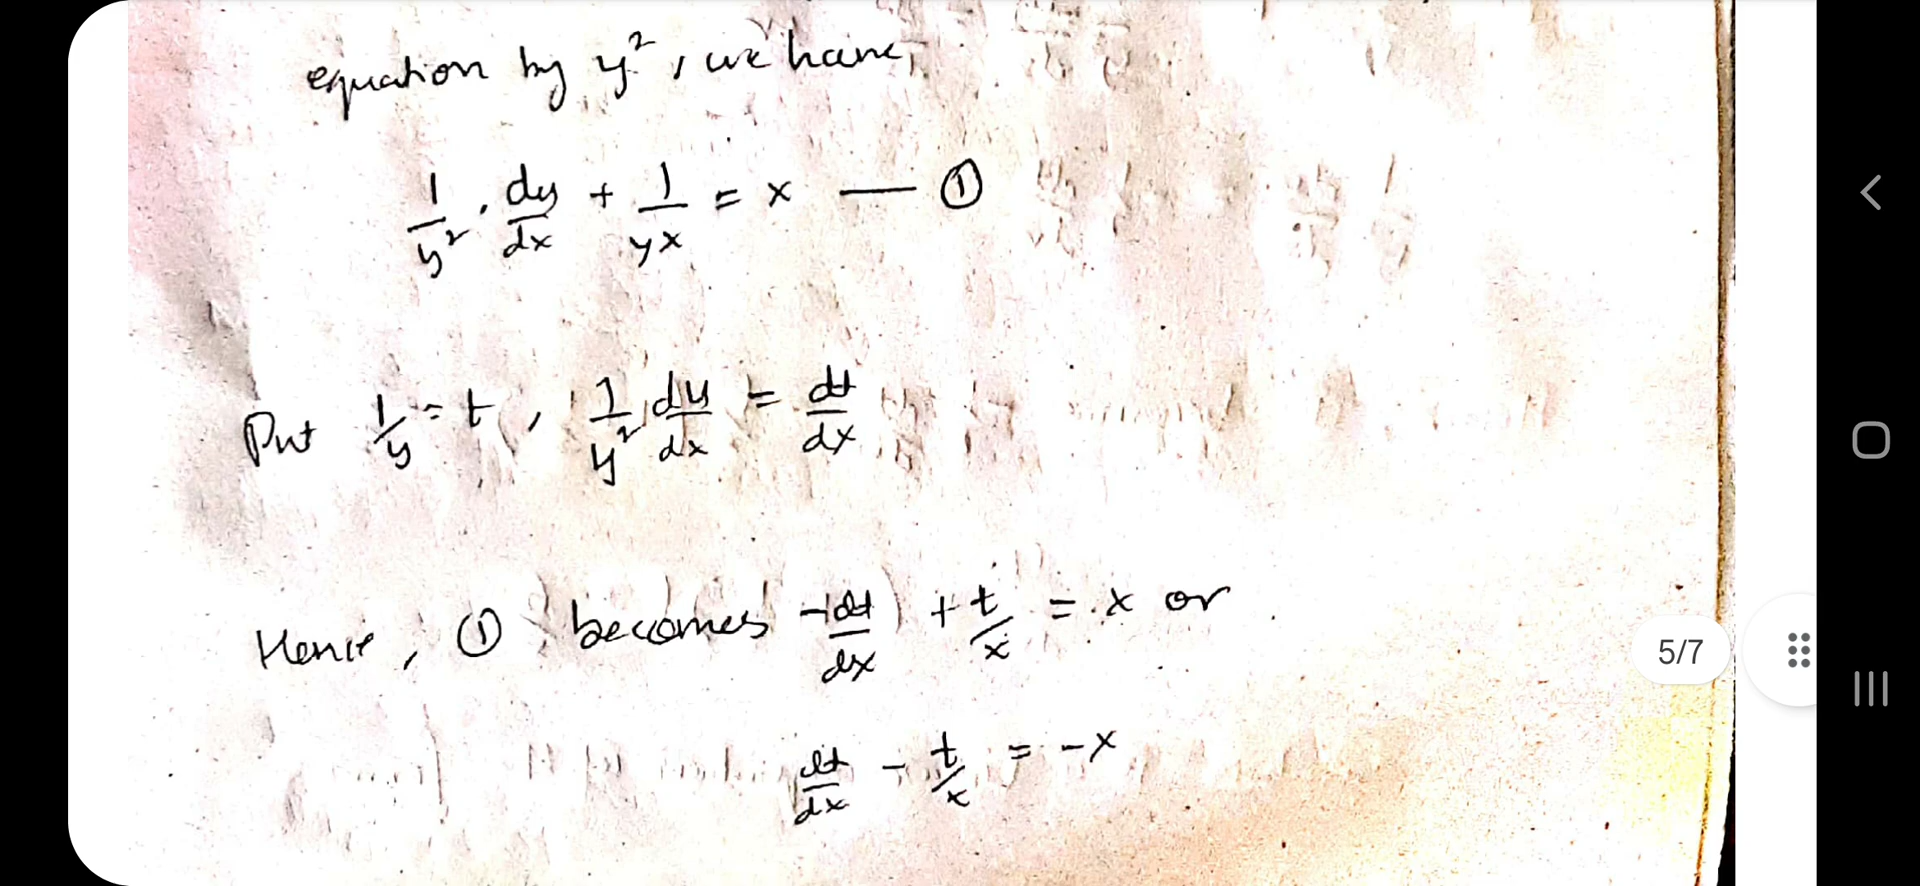 equation by y², we have,
1/y² . dy/dx + 1/yx = x — ①
Put 1/y = t, 1/y² dy/dx = dt/dx
Hence, ① becomes -dt/dx + t/x = x or
dt/dx - t/x = -x
5/7